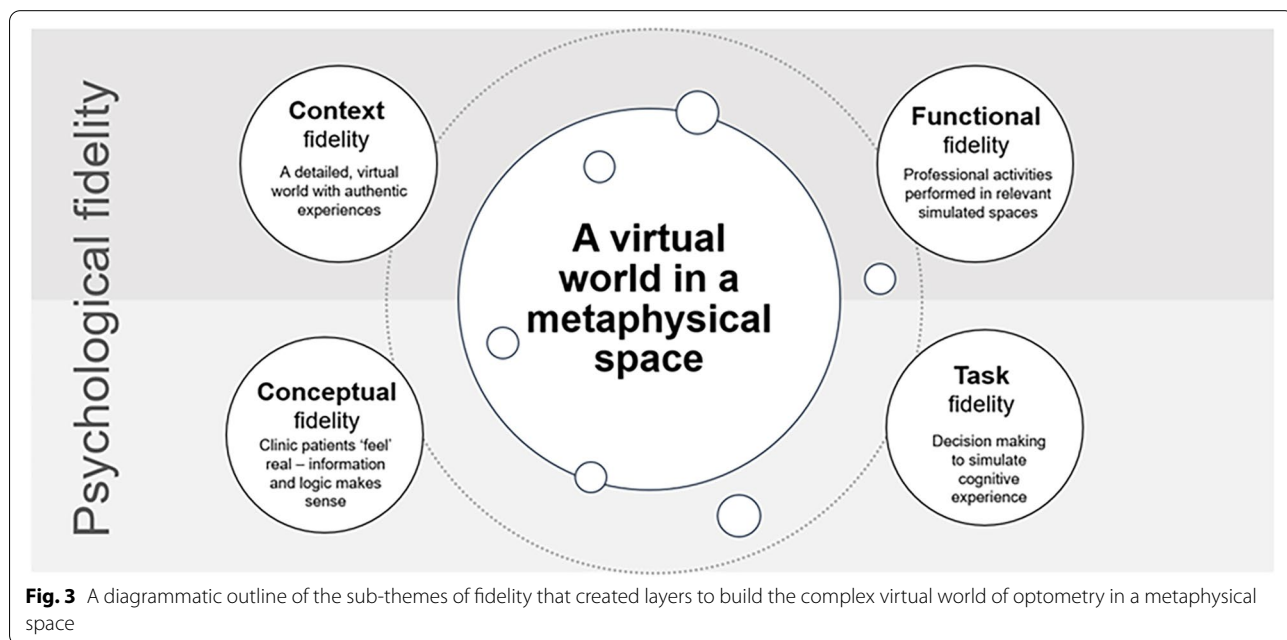 Psychological fidelity
Context
fidelity
A detailed, virtual
world with authentic
experiences
Functional
fidelity
Professional activities
performed in relevant
simulated spaces
A virtual
world in a
metaphysical
space
Conceptual
fidelity
Clinic patients ‘feel’
real – information
and logic makes
sense
Task
fidelity
Decision making
to simulate
cognitive
experience
Fig. 3 A diagrammatic outline of the sub-themes of fidelity that created layers to build the complex virtual world of optometry in a metaphysical
space